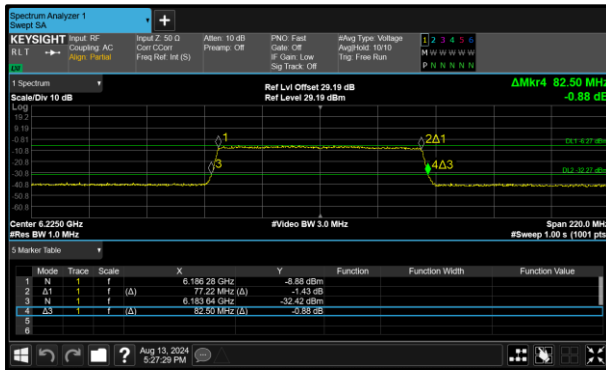 Spectrum Analyzer 1
Swept SA
KEYSIGHT Input: RF Input Z: 50 Ω Atten: 10 dB PNO: Fast #Avg Type: Voltage 1 2 3 4 5 6
RLT Coupling: AC Corr CCorr Preamp: Off Gate: Off Avg|Hold: 10/10 M W W W W W
Align: Partial Freq Ref: Int (S) IF Gain: Low Trig: Free Run
Sig Track: Off P N N N N N
1 Spectrum Ref Lvl Offset 29.19 dB ΔMkr4 82.50 MHz
Scale/Div 10 dB Ref Level 29.19 dBm -0.88 dB
Log
19.2
9.19
-0.81 1 2Δ1 DL1 -6.27 dBm
-10.8
-20.8 3 4Δ3
-30.8 DL2 -32.27 dBm
-40.8
-50.8
-60.8
Center 6.2250 GHz #Video BW 3.0 MHz Span 220.0 MHz
#Res BW 1.0 MHz #Sweep 1.00 s (1001 pts)
5 Marker Table
Mode Trace Scale X Y Function Function Width Function Value
1 N 1 f 6.186 28 GHz -8.88 dBm
2 Δ1 1 f (Δ) 77.22 MHz (Δ) -1.43 dB
3 N 1 f 6.183 64 GHz -32.42 dBm
4 Δ3 1 f (Δ) 82.50 MHz (Δ) -0.88 dB
5
6
? Aug 13, 2024
5:27:29 PM